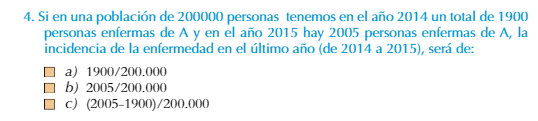 4. Si en una población de 200000 personas tenemos en el año 2014 un total de 1900
personas enfermas de A y en el año 2015 hay 2005 personas enfermas de A, la
incidencia de la enfermedad en el último año (de 2014 a 2015), será de:
a) 1900/200.000
b) 2005/200.000
c) (2005–1900)/200.000